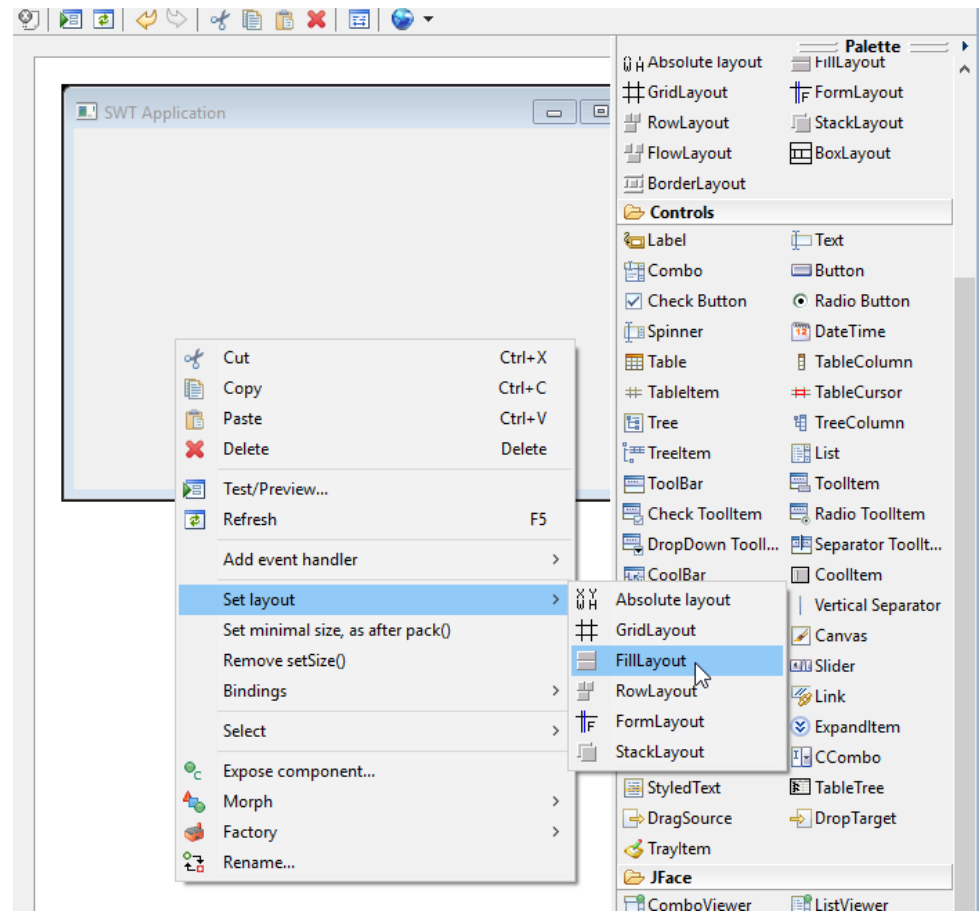 Palette
Absolute layout FillLayout
GridLayout FormLayout
RowLayout StackLayout
FlowLayout BoxLayout
BorderLayout
Controls
Label Text
Combo Button
Check Button Radio Button
Spinner DateTime
Table TableColumn
TableItem TableCursor
Tree TreeColumn
TreeItem List
ToolBar ToolItem
Check ToolItem Radio ToolItem
DropDown ToolI... Separator ToolIt...
CoolBar CoolItem
Vertical Separator
Canvas
Slider
Link
ExpandItem
CCombo
StyledText TableTree
DragSource DropTarget
TrayItem
JFace
ComboViewer ListViewer
SWT Application
Cut Ctrl+X
Copy Ctrl+C
Paste Ctrl+V
Delete Delete
Test/Preview...
Refresh F5
Add event handler
Set layout
Set minimal size, as after pack()
Remove setSize()
Bindings
Select
Expose component...
Morph
Factory
Rename...
Absolute layout
GridLayout
FillLayout
RowLayout
FormLayout
StackLayout